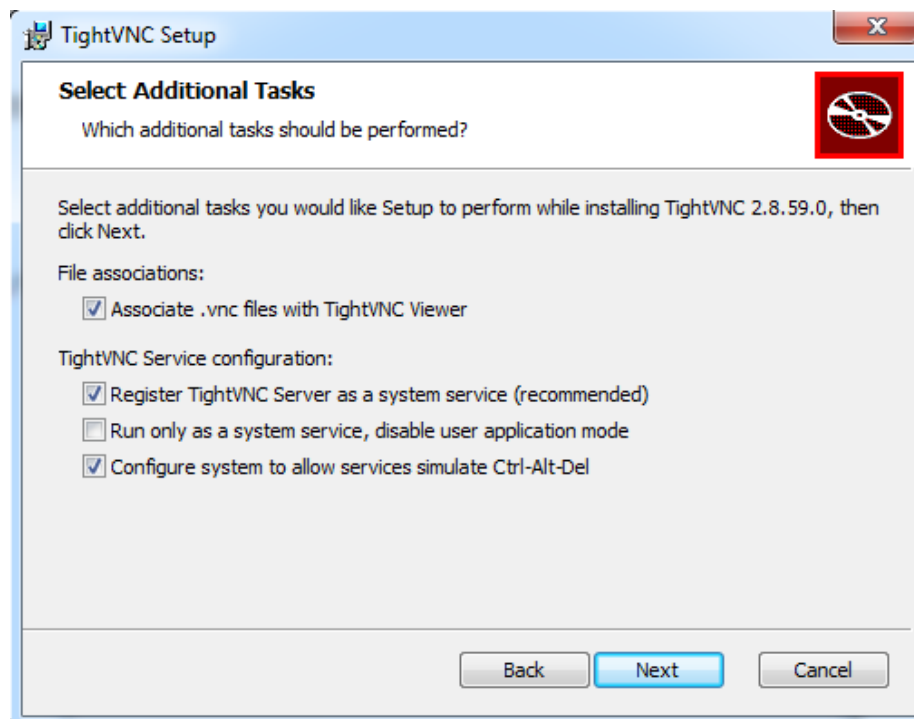 TightVNC Setup
Select Additional Tasks
Which additional tasks should be performed?
Select additional tasks you would like Setup to perform while installing TightVNC 2.8.59.0, then
click Next.
File associations:
Associate .vnc files with TightVNC Viewer
TightVNC Service configuration:
Register TightVNC Server as a system service (recommended)
Run only as a system service, disable user application mode
Configure system to allow services simulate Ctrl-Alt-Del
Back Next Cancel